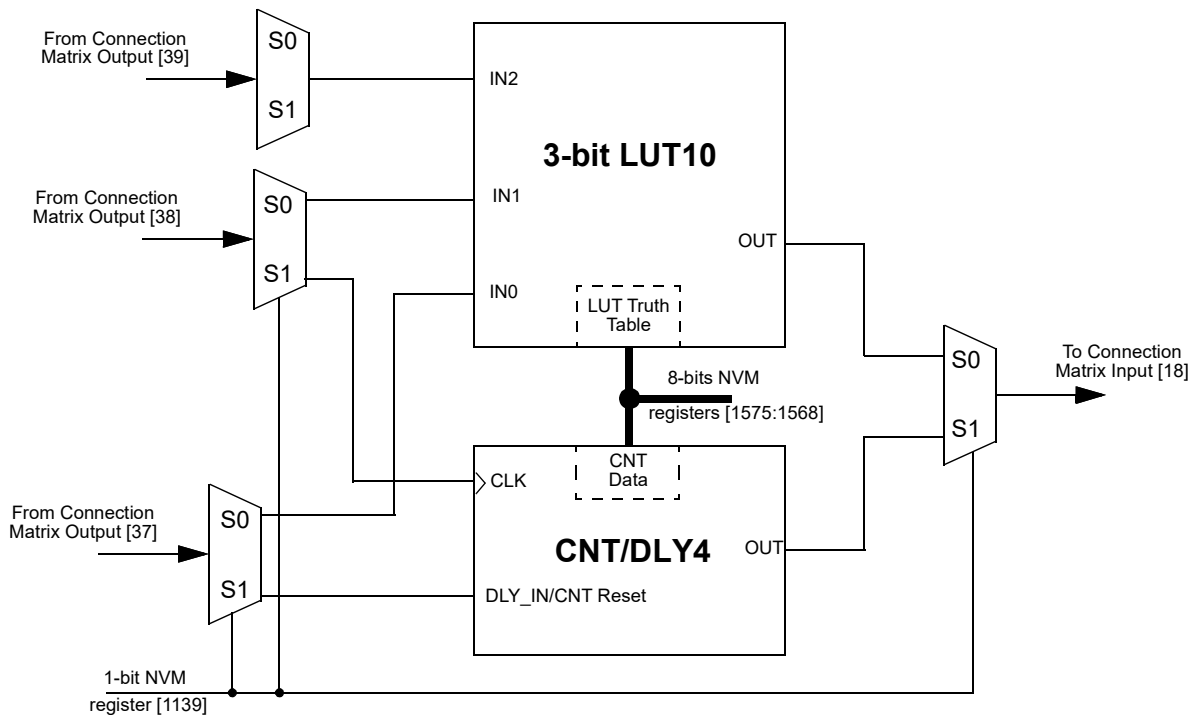 From Connection
Matrix Output [39]
S0
S1
IN2
3-bit LUT10
From Connection
Matrix Output [38]
S0
S1
IN1
IN0
OUT
LUT Truth
Table
8-bits NVM
registers [1575:1568]
S0
S1
To Connection
Matrix Input [18]
From Connection
Matrix Output [37]
S0
S1
CLK
CNT
Data
CNT/DLY4
OUT
DLY_IN/CNT Reset
1-bit NVM
register [1139]